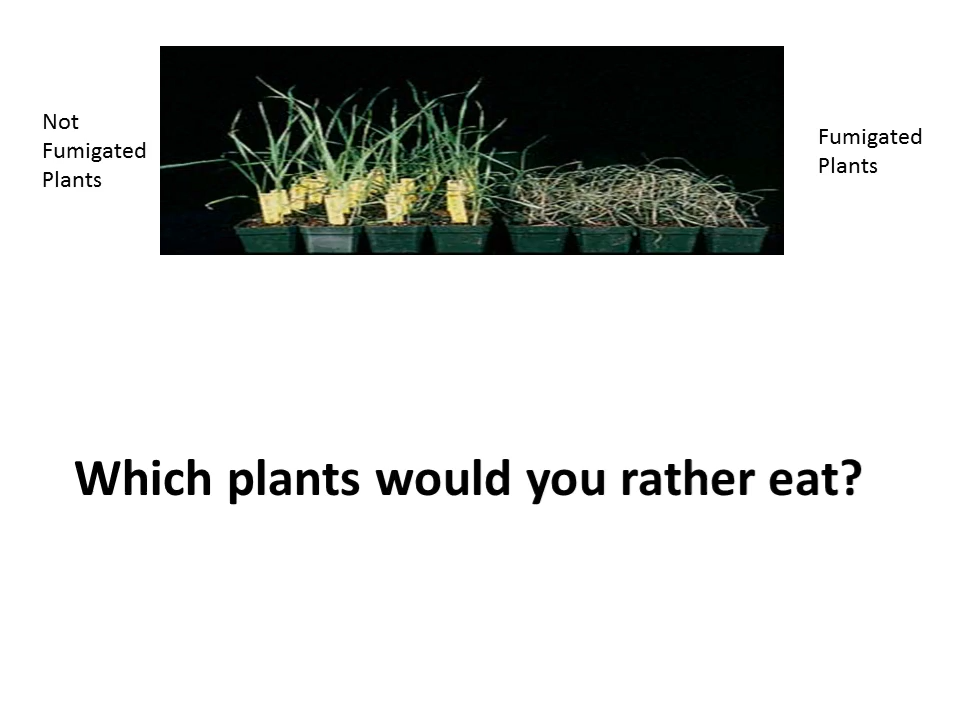 Not
Fumigated
Plants
Fumigated
Plants
Which plants would you rather eat?